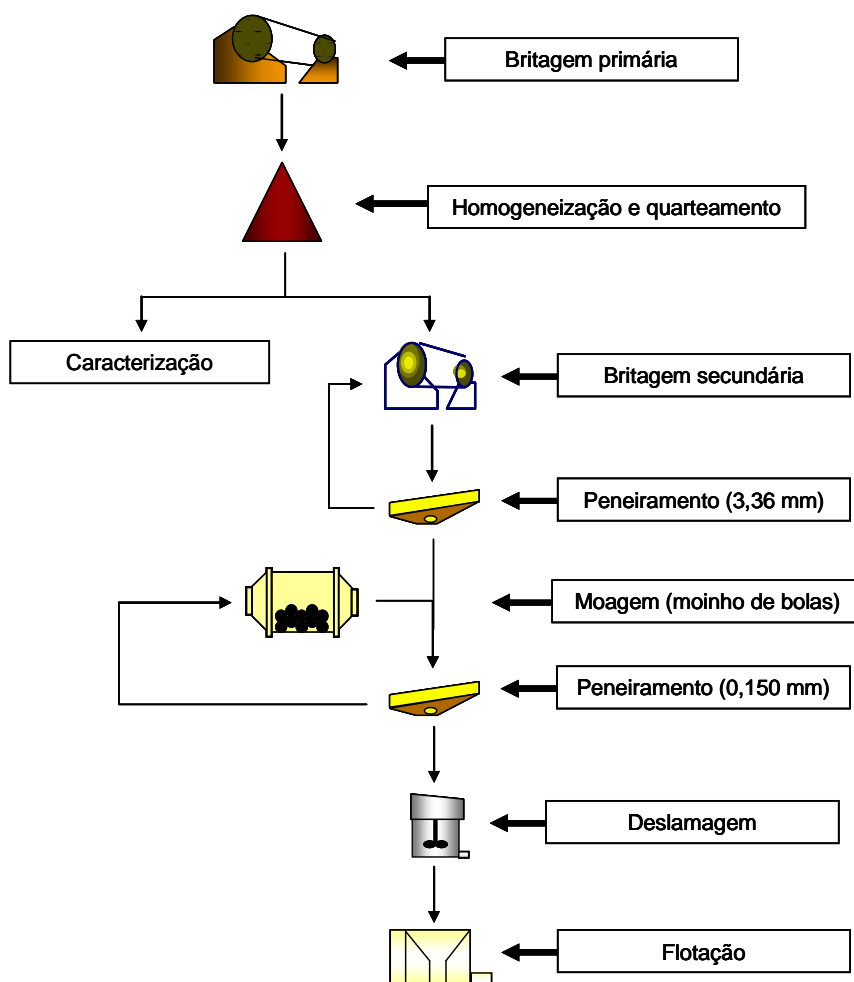 Britagem primária
Homogeneização e quarteamento
Caracterização
Britagem secundária
Peneiramento (3,36 mm)
Moagem (moinho de bolas)
Peneiramento (0,150 mm)
Deslamagem
Flotação